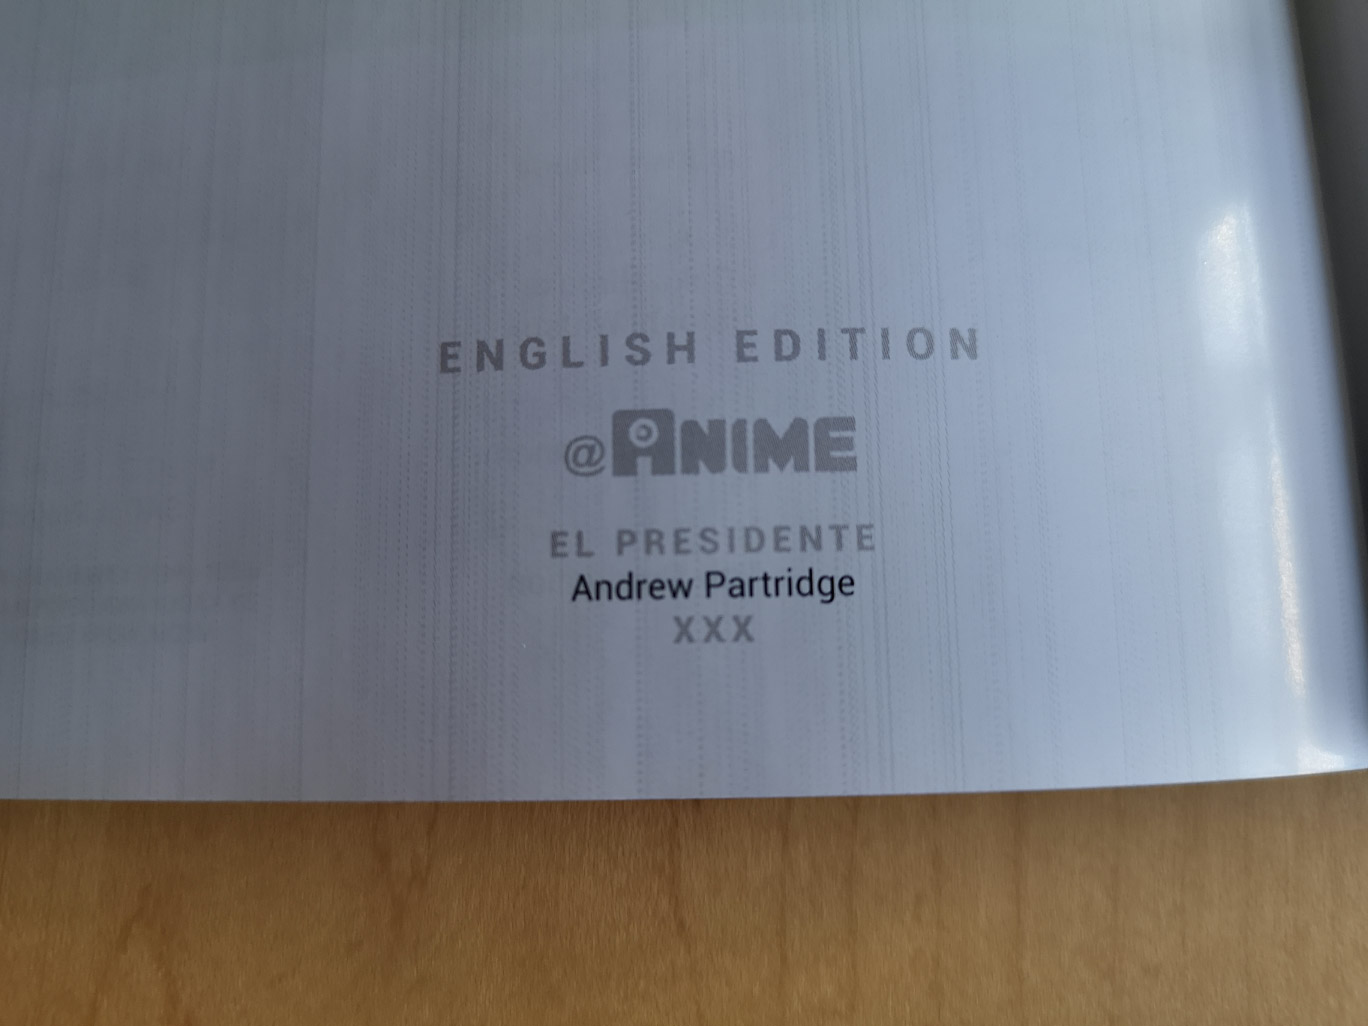 ENGLISH EDITION
@ANIME
EL PRESIDENTE
Andrew Partridge
XXX